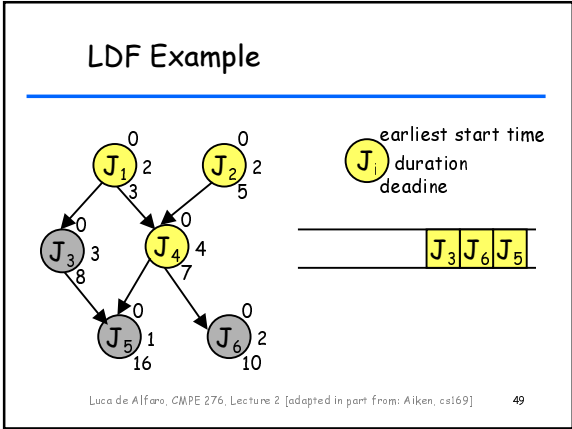 LDF Example
0 0 earliest start time
J1 2 J2 2 Ji duration
3 5 deadine
0 0
J3 3 J4 4 J3 J6 J5
8 7
0 0
J5 1 J6 2
16 10
Luca de Alfaro, CMPE 276, Lecture 2 [adapted in part from: Aiken, cs169] 49